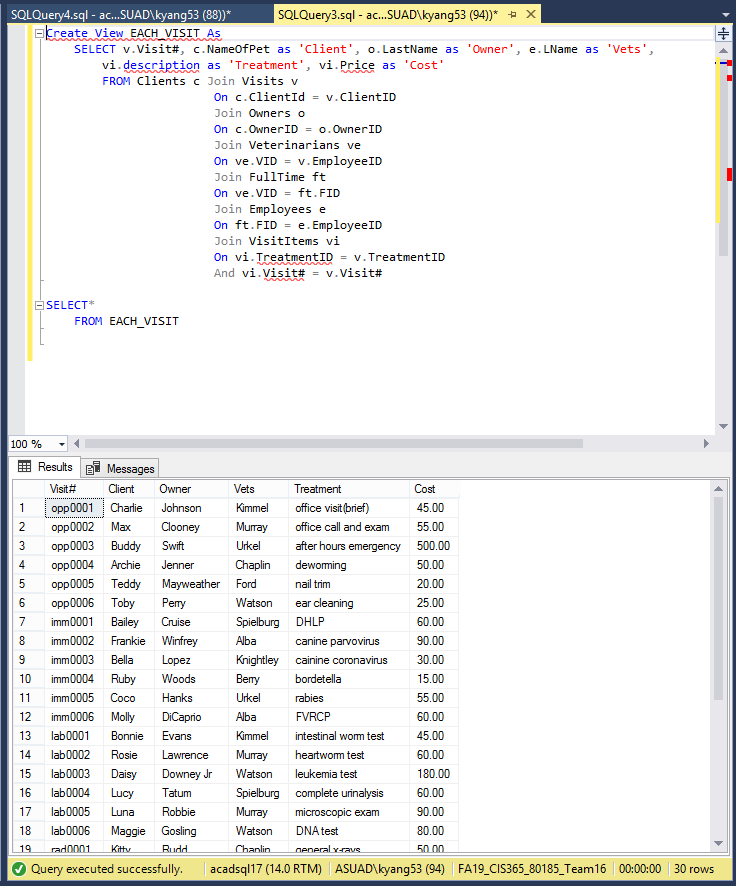 SQLQuery4.sql - ac...SUAD\kyang53 (88))* SQLQuery3.sql - ac...SUAD\kyang53 (94))*
Create View EACH_VISIT As
SELECT v.Visit#, c.NameOfPet as 'Client', o.LastName as 'Owner', e.LName as 'Vets',
vi.description as 'Treatment', vi.Price as 'Cost'
FROM Clients c Join Visits v
On c.ClientId = v.ClientID
Join Owners o
On c.OwnerID = o.OwnerID
Join Veterinarians ve
On ve.VID = v.EmployeeID
Join FullTime ft
On ve.VID = ft.FID
Join Employees e
On ft.FID = e.EmployeeID
Join VisitItems vi
On vi.TreatmentID = v.TreatmentID
And vi.Visit# = v.Visit#
SELECT*
FROM EACH_VISIT
100 %
Results Messages
Visit# Client Owner Vets Treatment Cost
1 opp0001 Charlie Johnson Kimmel office visit(brief) 45.00
2 opp0002 Max Clooney Murray office call and exam 55.00
3 opp0003 Buddy Swift Urkel after hours emergency 500.00
4 opp0004 Archie Jenner Chaplin deworming 50.00
5 opp0005 Teddy Mayweather Ford nail trim 20.00
6 opp0006 Toby Perry Watson ear cleaning 25.00
7 imm0001 Bailey Cruise Spielburg DHLP 60.00
8 imm0002 Frankie Winfrey Alba canine parvovirus 90.00
9 imm0003 Bella Lopez Knightley cainine coronavirus 30.00
10 imm0004 Ruby Woods Berry bordetella 15.00
11 imm0005 Coco Hanks Urkel rabies 55.00
12 imm0006 Molly DiCaprio Alba FVRCP 60.00
13 lab0001 Bonnie Evans Kimmel intestinal worm test 45.00
14 lab0002 Rosie Lawrence Murray heartworm test 60.00
15 lab0003 Daisy Downey Jr Watson leukemia test 180.00
16 lab0004 Lucy Tatum Spielburg complete urinalysis 60.00
17 lab0005 Luna Robbie Murray microscopic exam 90.00
18 lab0006 Maggie Gosling Watson DNA test 80.00
19 rad0001 Kitty Rudd Chaplin general x-rays 50.00
Query executed successfully. acadsql17 (14.0 RTM) ASUAD\kyang53 (94) FA19_CIS365_80185_Team16 00:00:00 30 rows